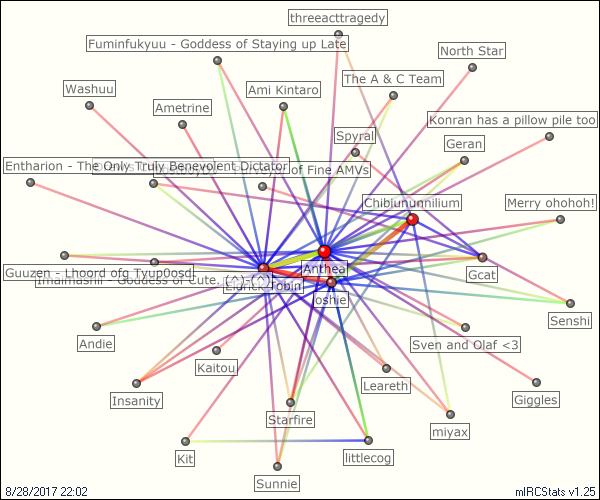 threeacttragedy
Fuminfukyuu - Goddess of Staying up Late
North Star
The A & C Team
Washuu
Ami Kintaro
Ametrine
Konran has a pillow pile too
Spyral
Geran
Entharion - The Only Truly Benevolent Dictator
of Fine AMVs
Chibiununnilium
Merry ohohoh!
Anthea
Guuzen - Lhoord ofg Tyup0osd
Gcat
Imaimashii - Goddess of Cute. (^)-(^)
Robin
Joshie
Senshi
Andie
Sven and Olaf <3
Kaitou
Leareth
Insanity
Giggles
Starfire
miyax
Kit
littlecog
Sunnie
8/28/2017 22:02
mIRCStats v1.25